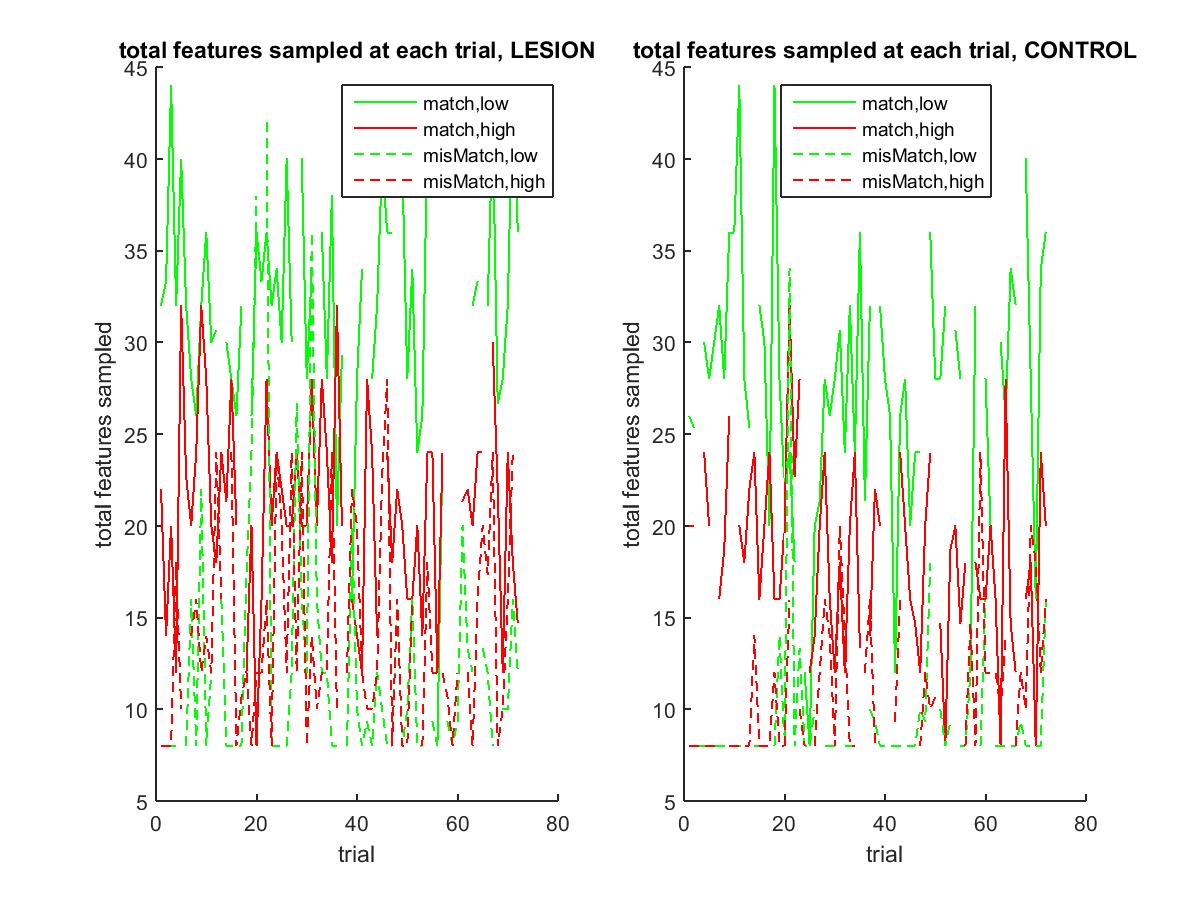 total features sampled at each trial, LESION
45
40
35
30
25
20
15
10
5
0
20
40
60
80
total features sampled
trial
match,low
match,high
misMatch,low
misMatch,high
total features sampled at each trial, CONTROL
45
40
35
30
25
20
15
10
5
0
20
40
60
80
total features sampled
trial
match,low
match,high
misMatch,low
misMatch,high